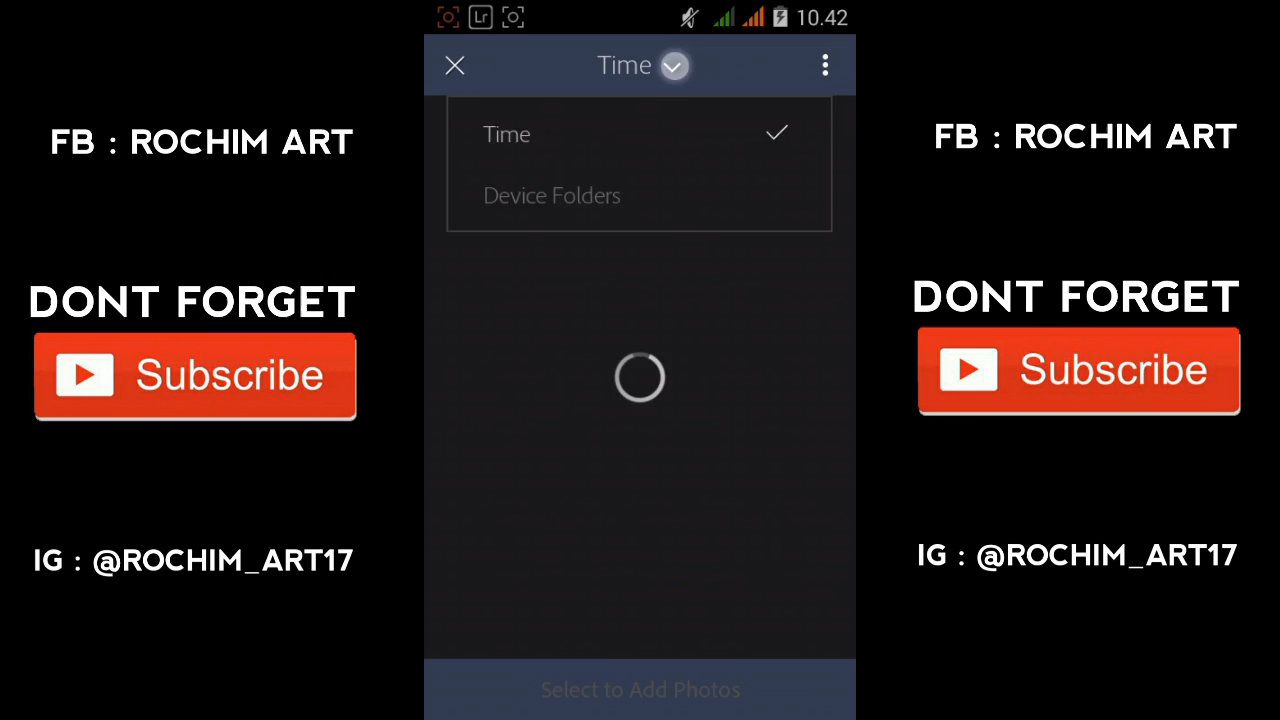 Lr
10.42
Time
Time
Device Folders
Select to Add Photos
FB : ROCHIM ART
DONT FORGET
Subscribe
IG : @ROCHIM_ART17
FB : ROCHIM ART
DONT FORGET
Subscribe
IG : @ROCHIM_ART17